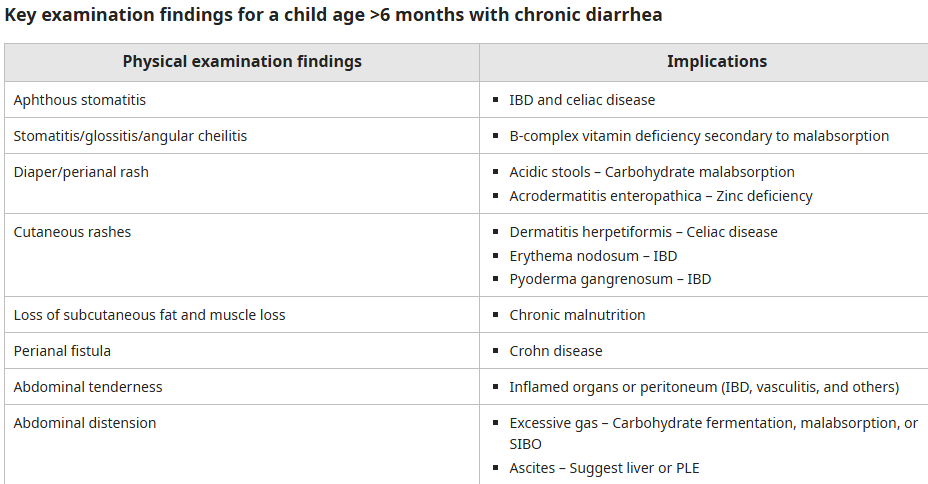 Key examination findings for a child age >6 months with chronic diarrhea
Physical examination findings
Implications
Aphthous stomatitis
▪ IBD and celiac disease
Stomatitis/glossitis/angular cheilitis
▪ B-complex vitamin deficiency secondary to malabsorption
Diaper/perianal rash
▪ Acidic stools – Carbohydrate malabsorption
▪ Acrodermatitis enteropathica – Zinc deficiency
Cutaneous rashes
▪ Dermatitis herpetiformis – Celiac disease
▪ Erythema nodosum – IBD
▪ Pyoderma gangrenosum – IBD
Loss of subcutaneous fat and muscle loss
▪ Chronic malnutrition
Perianal fistula
▪ Crohn disease
Abdominal tenderness
▪ Inflamed organs or peritoneum (IBD, vasculitis, and others)
Abdominal distension
▪ Excessive gas – Carbohydrate fermentation, malabsorption, or
SIBO
▪ Ascites – Suggest liver or PLE